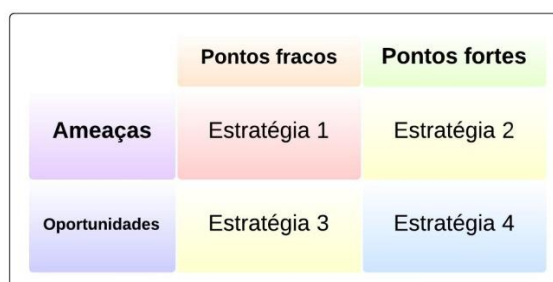 Pontos fracos Pontos fortes
Ameaças Estratégia 1 Estratégia 2
Oportunidades Estratégia 3 Estratégia 4